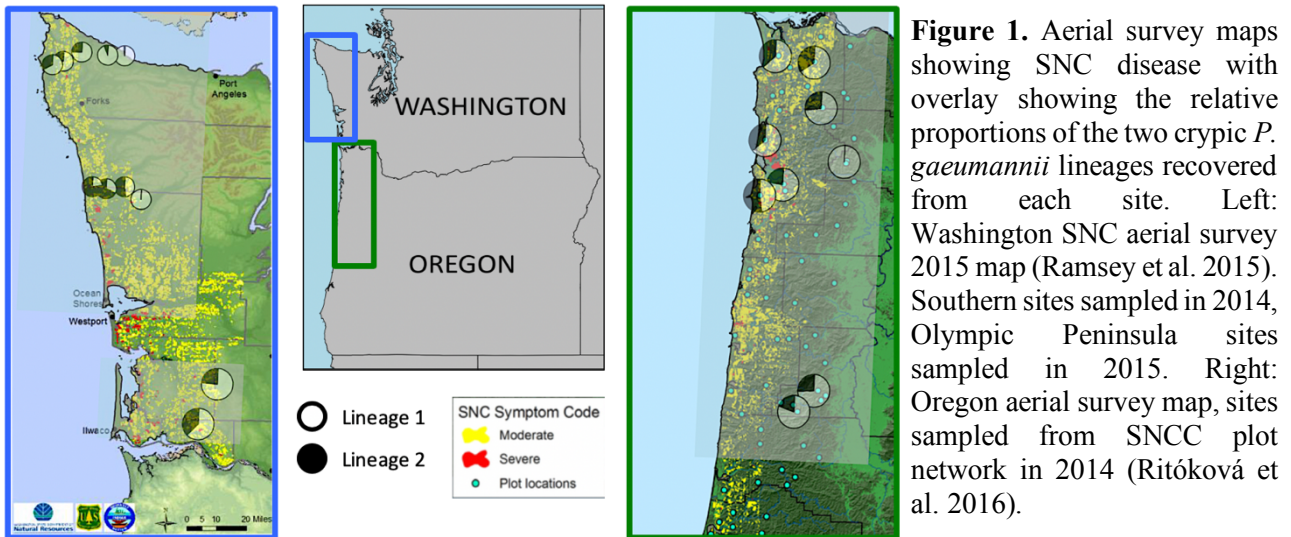 Port
Angeles
Forks
Ocean
Shores
Westport
Ilwaco
Natural Resources
0 5 10 20 Miles
WASHINGTON
OREGON
Lineage 1
Lineage 2
SNC Symptom Code
Moderate
Severe
Plot locations
Figure 1. Aerial survey maps
showing SNC disease with
overlay showing the relative
proportions of the two crypic P.
gaeumannii lineages recovered
from each site. Left:
Washington SNC aerial survey
2015 map (Ramsey et al. 2015).
Southern sites sampled in 2014,
Olympic Peninsula sites
sampled in 2015. Right:
Oregon aerial survey map, sites
sampled from SNCC plot
network in 2014 (Ritóková et
al. 2016).